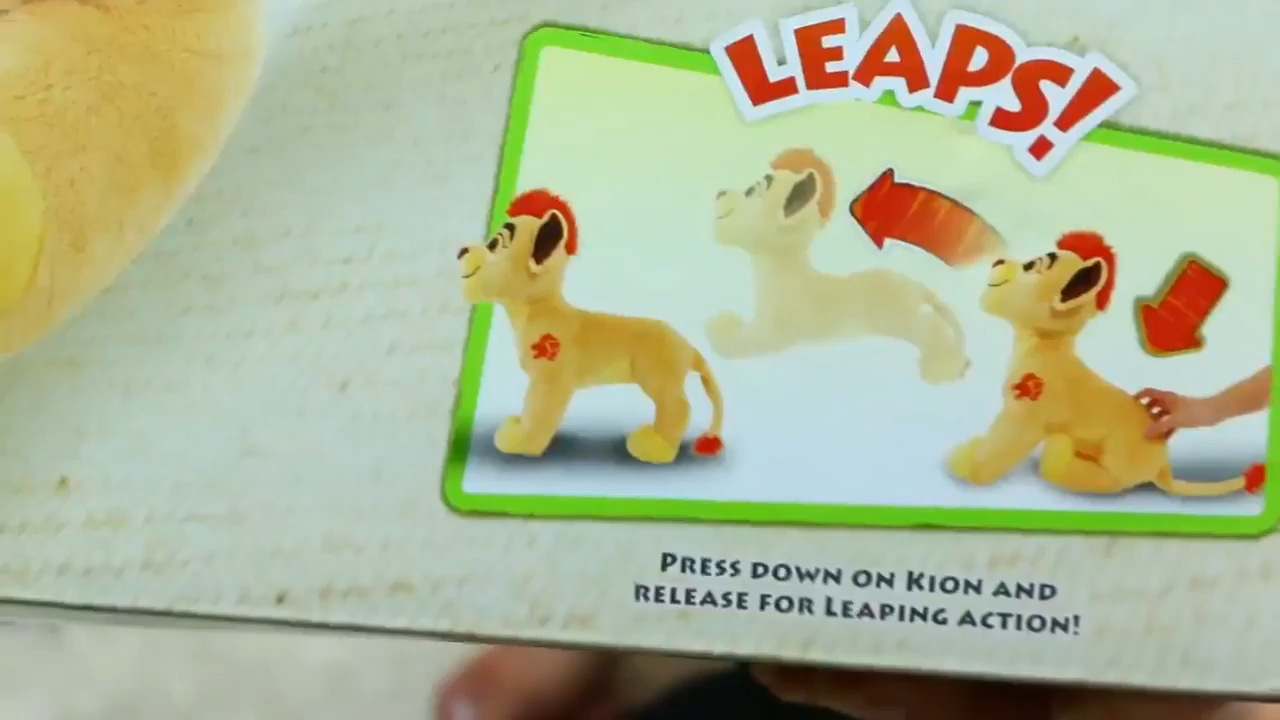 LEAPS!
PRESS DOWN ON KION AND
RELEASE FOR LEAPING ACTION!